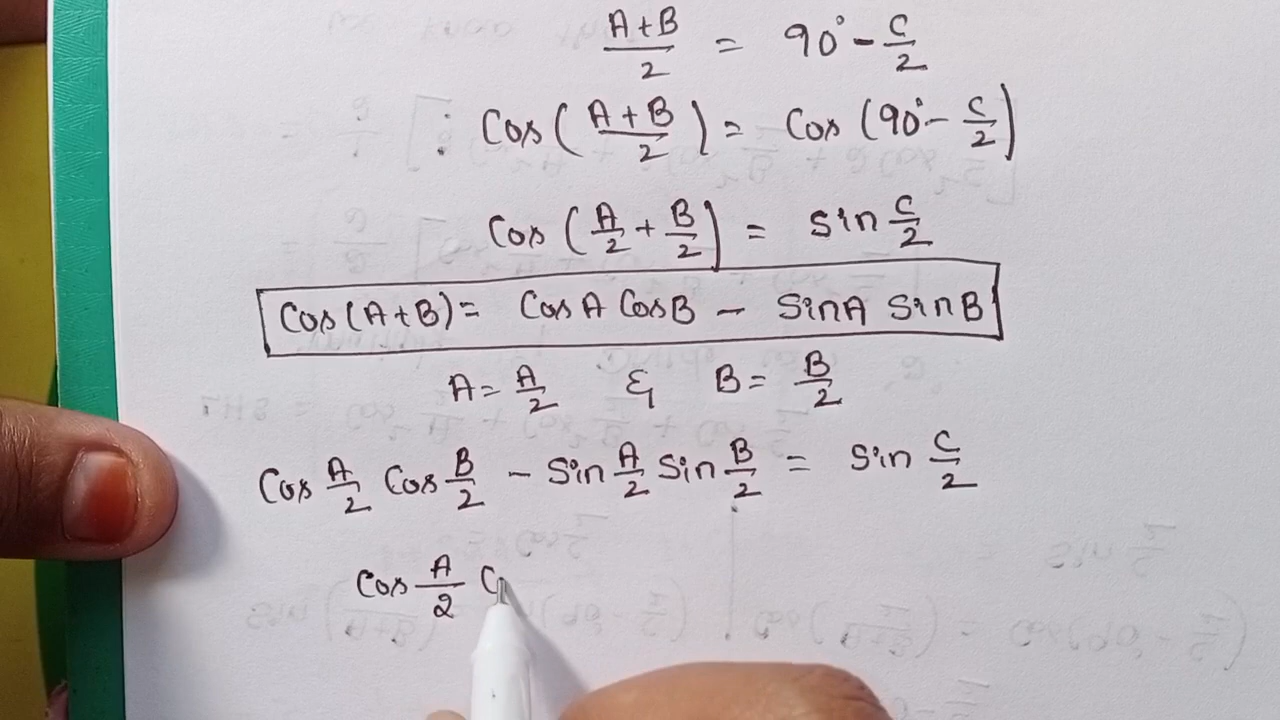 A+B/2 = 90° - C/2
Cos(A+B/2) = Cos(90° - C/2)
Cos(A/2 + B/2) = Sin C/2
Cos(A+B) = CosA CosB - SinA SinB
A = A/2 & B = B/2
Cos A/2 Cos B/2 - Sin A/2 Sin B/2 = Sin C/2
Cos A/2 C